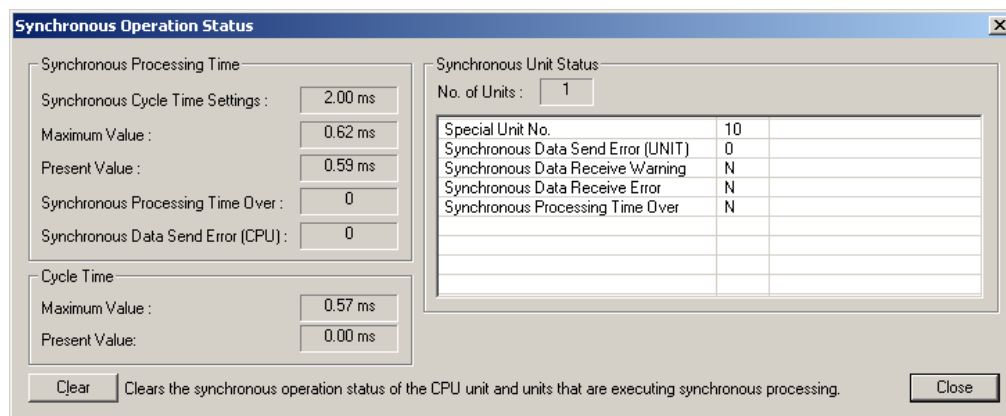 Synchronous Operation Status
Synchronous Processing Time
Synchronous Cycle Time Settings : 2.00 ms
Maximum Value : 0.62 ms
Present Value : 0.59 ms
Synchronous Processing Time Over : 0
Synchronous Data Send Error (CPU) : 0
Cycle Time
Maximum Value : 0.57 ms
Present Value: 0.00 ms
Synchronous Unit Status
No. of Units : 1
Special Unit No. 10
Synchronous Data Send Error (UNIT) 0
Synchronous Data Receive Warning N
Synchronous Data Receive Error N
Synchronous Processing Time Over N
Clear Clears the synchronous operation status of the CPU unit and units that are executing synchronous processing. Close